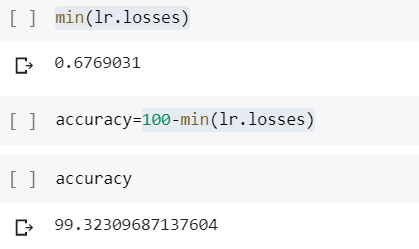 [ ] min(lr.losses)
0.6769031
[ ] accuracy=100-min(lr.losses)
[ ] accuracy
99.32309687137604